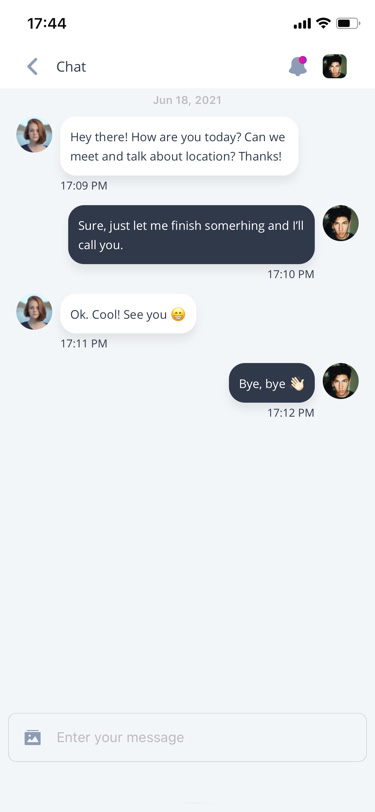 17:44
Chat
Jun 18, 2021
Hey there! How are you today? Can we
meet and talk about location? Thanks!
17:09 PM
Sure, just let me finish somerhing and I'll
call you.
17:10 PM
Ok. Cool! See you 😁
17:11 PM
Bye, bye 👋🏻
17:12 PM
Enter your message